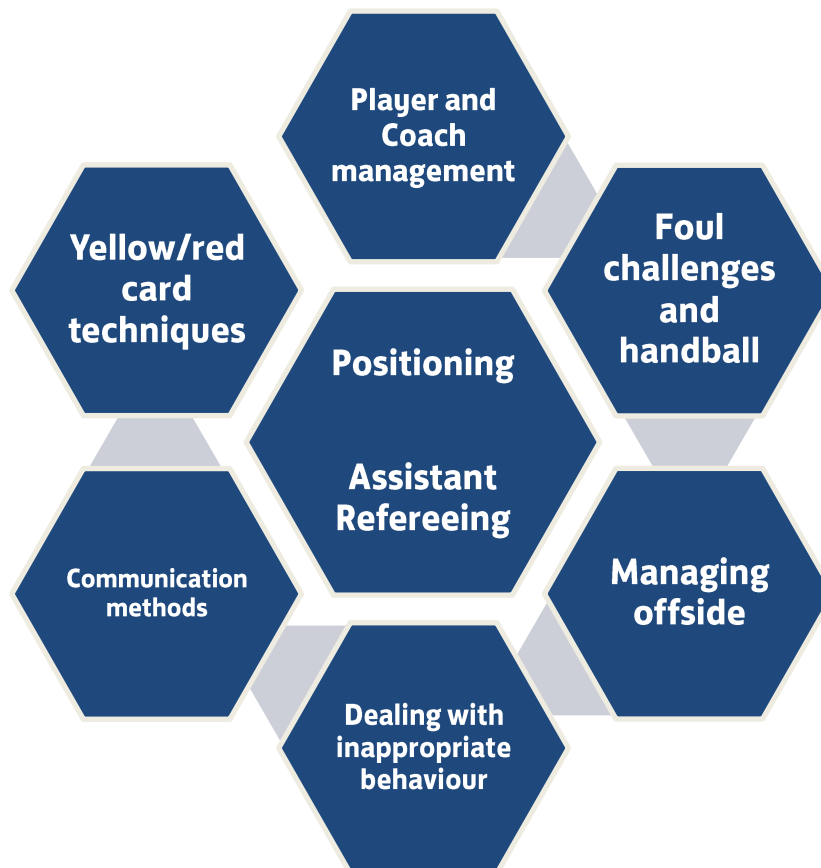 Player and
Coach
management
Yellow/red
card
techniques
Foul
challenges
and
handball
Positioning
Assistant
Refereeing
Communication
methods
Managing
offside
Dealing with
inappropriate
behaviour